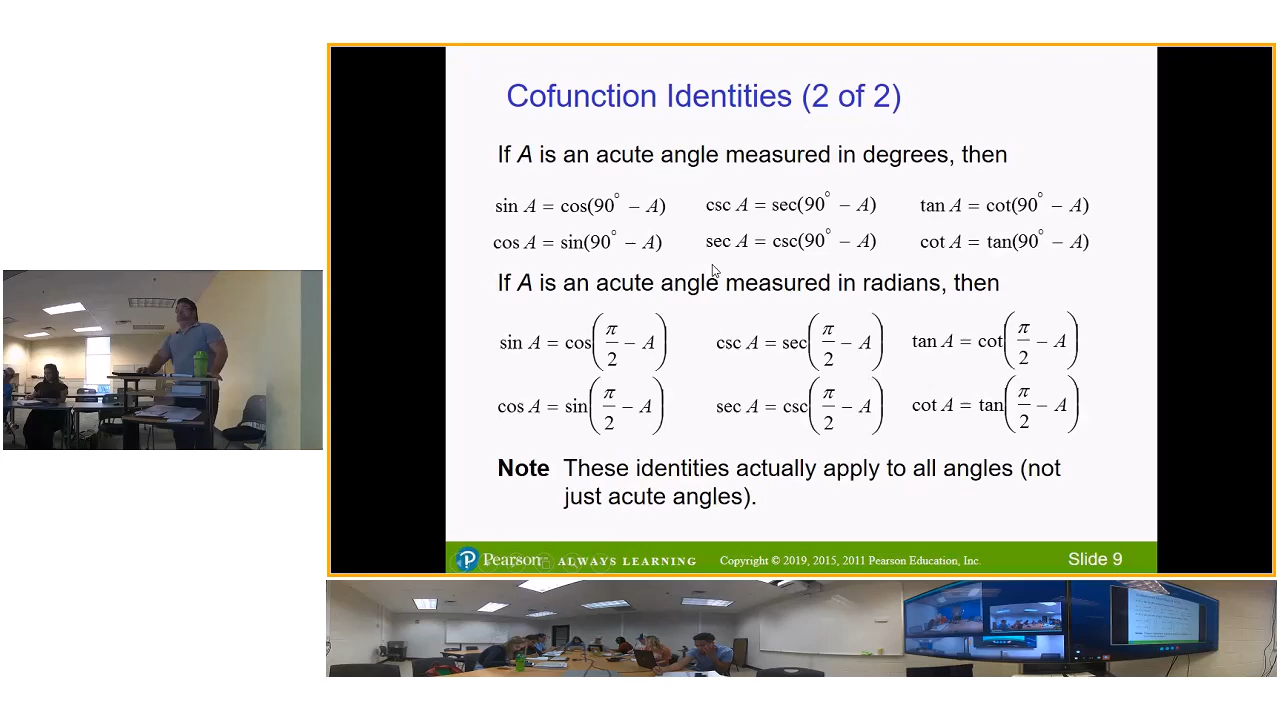 Cofunction Identities (2 of 2)
If A is an acute angle measured in degrees, then
sin A = cos(90° − A) csc A = sec(90° − A) tan A = cot(90° − A)
cos A = sin(90° − A) sec A = csc(90° − A) cot A = tan(90° − A)
If A is an acute angle measured in radians, then
sin A = cos(π/2 − A) csc A = sec(π/2 − A) tan A = cot(π/2 − A)
cos A = sin(π/2 − A) sec A = csc(π/2 − A) cot A = tan(π/2 − A)
Note These identities actually apply to all angles (not
just acute angles).
Pearson ALWAYS LEARNING Copyright © 2019, 2015, 2011 Pearson Education, Inc. Slide 9